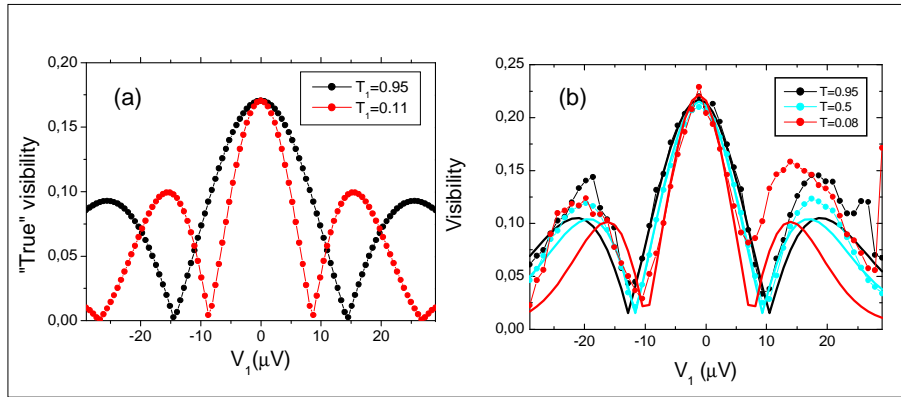 (a)
T1=0.95
T1=0.11
"True" visibility
0,20
0,15
0,10
0,05
0,00
-20 -10 0 10 20
V1(μV)
(b)
T=0.95
T=0.5
T=0.08
Visibility
0,25
0,20
0,15
0,10
0,05
0,00
-20 -10 0 10 20
V1 (μV)